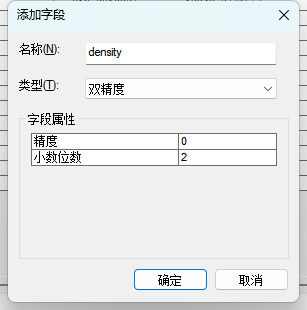 添加字段
名称(N): density
类型(T): 双精度
字段属性
精度 0
小数位数 2
确定 取消